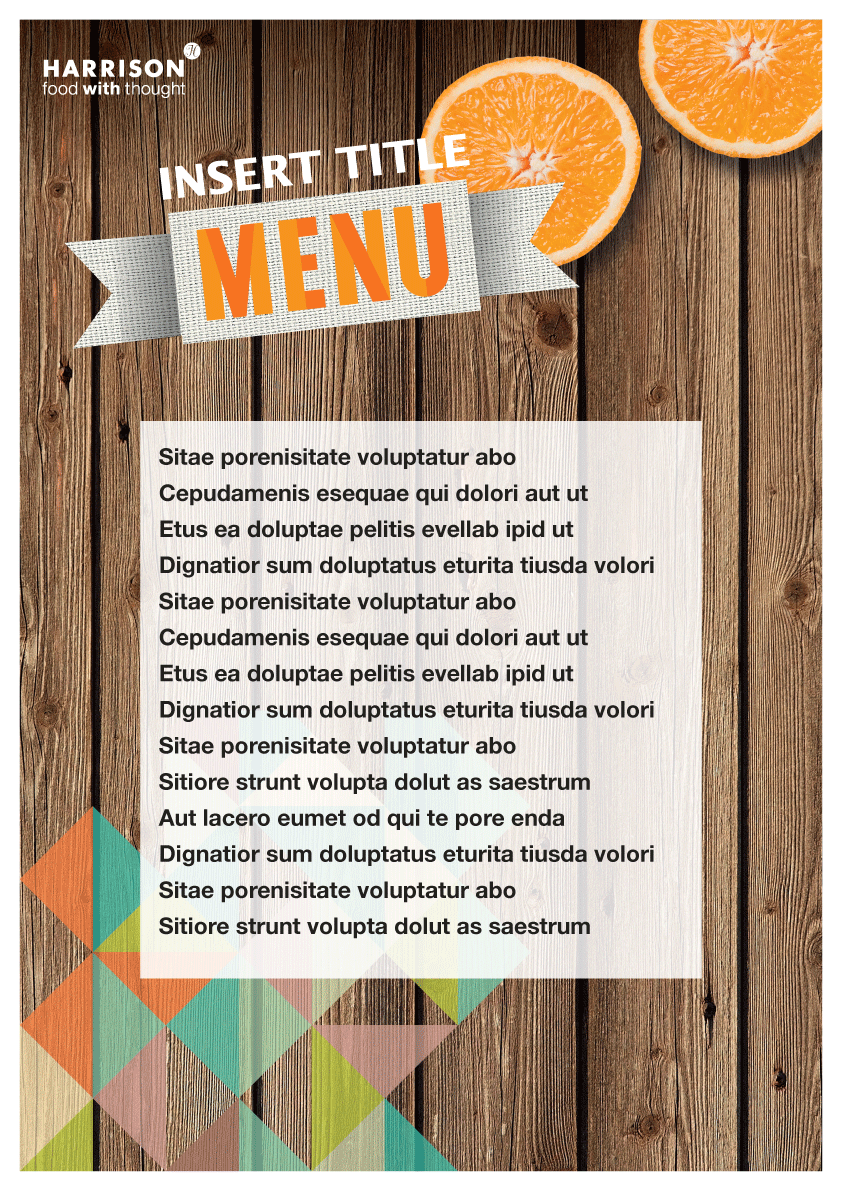 HARRISON
food with thought
INSERT TITLE
MENU
Sitae porenisitate voluptatur abo
Cepudamenis esequae qui dolori aut ut
Etus ea doluptae pelitis evellab ipid ut
Dignatior sum doluptatus eturita tiusda volori
Sitae porenisitate voluptatur abo
Cepudamenis esequae qui dolori aut ut
Etus ea doluptae pelitis evellab ipid ut
Dignatior sum doluptatus eturita tiusda volori
Sitae porenisitate voluptatur abo
Sitiore strunt volupta dolut as saestrum
Aut lacero eumet od qui te pore enda
Dignatior sum doluptatus eturita tiusda volori
Sitae porenisitate voluptatur abo
Sitiore strunt volupta dolut as saestrum